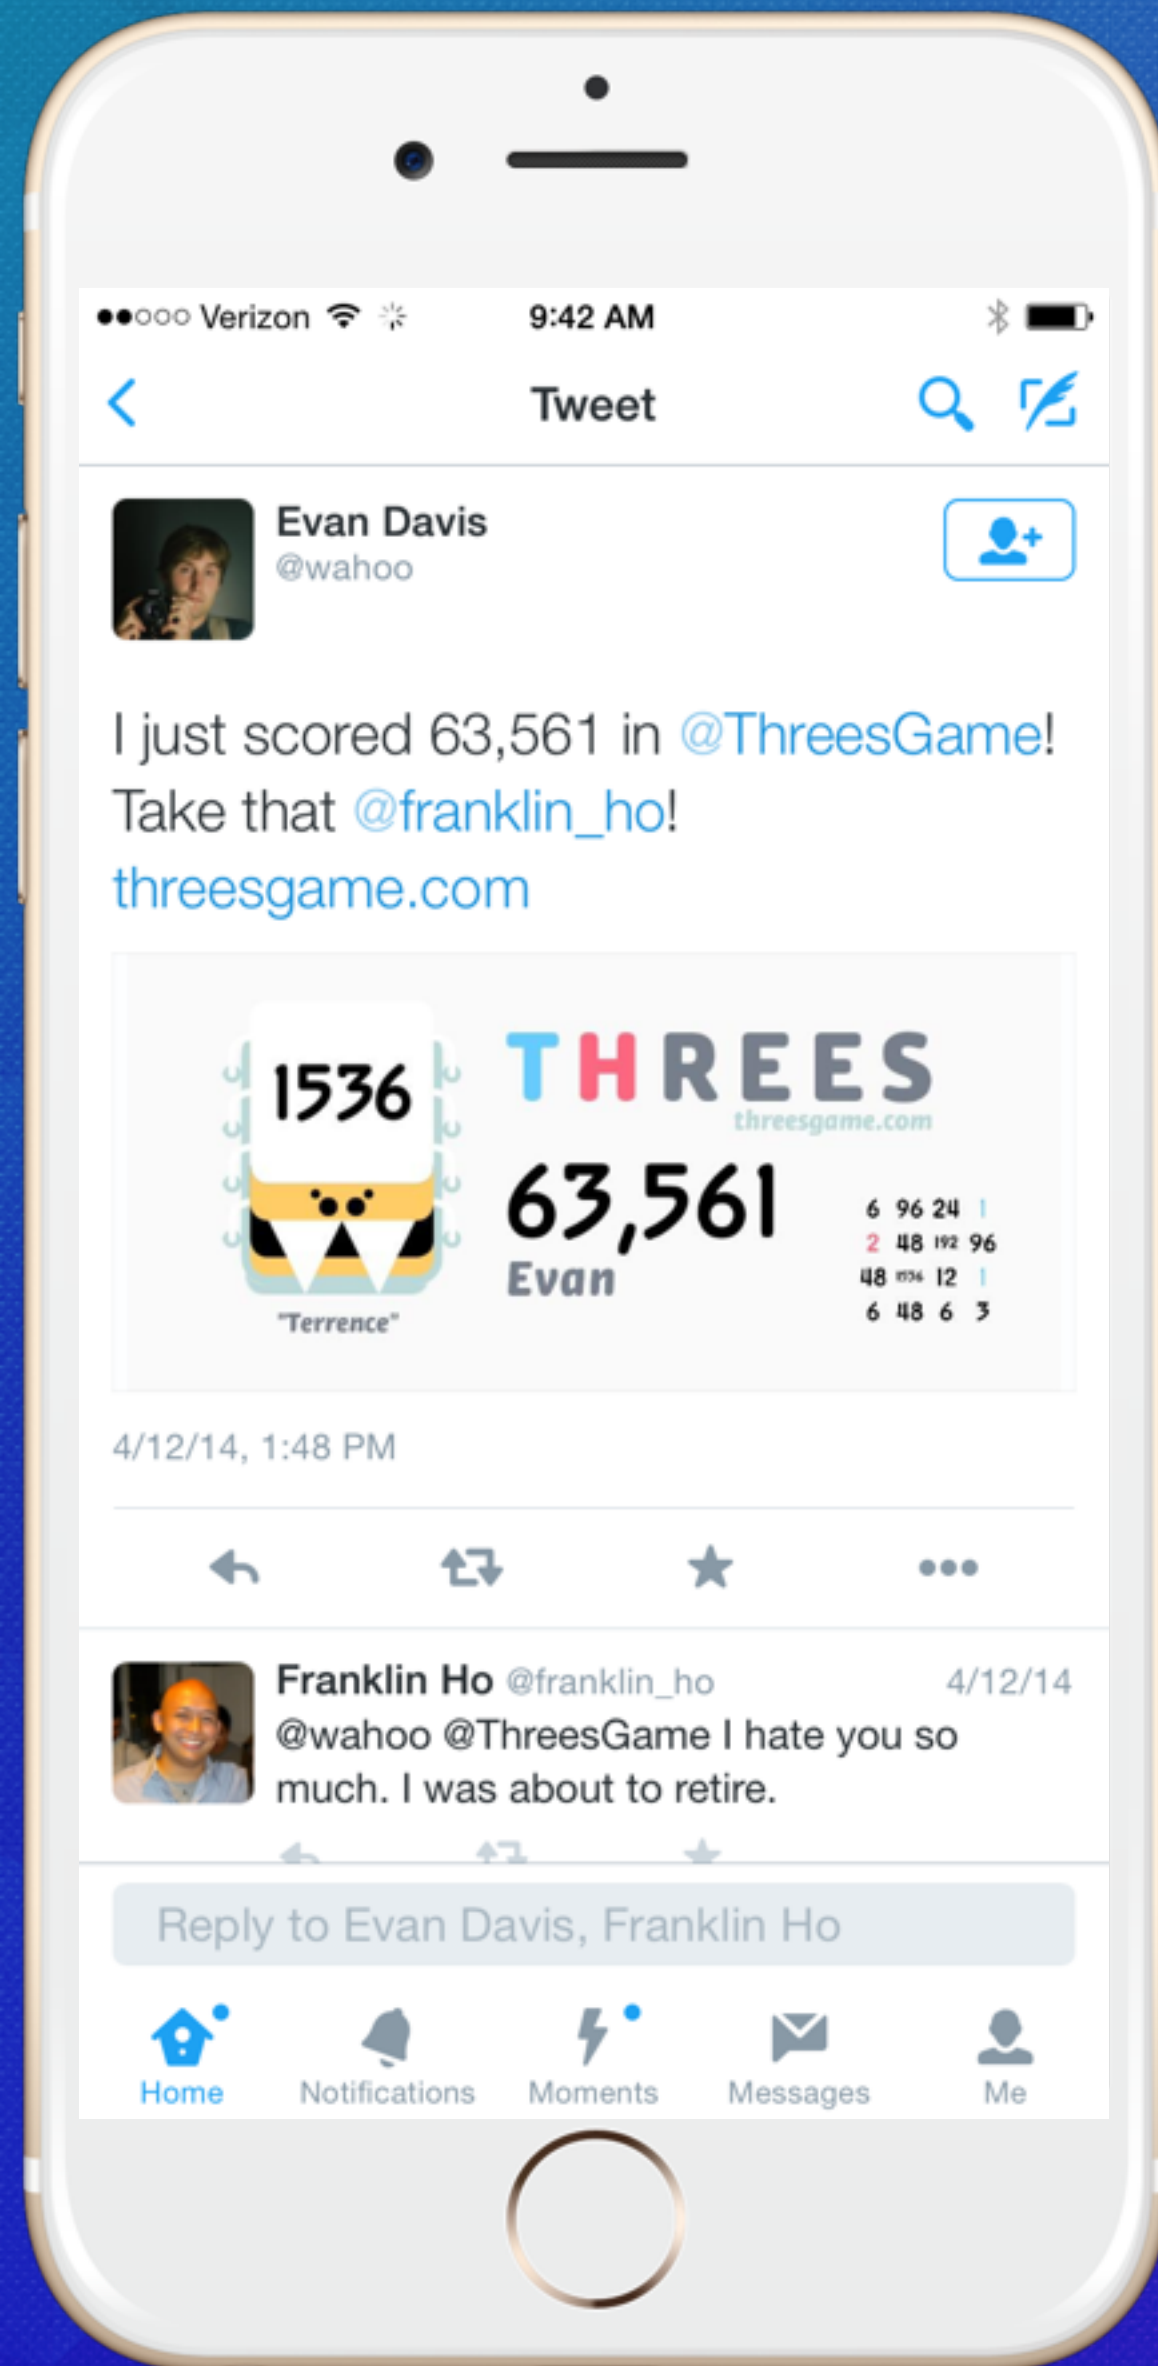 Verizon 9:42 AM
Tweet
Evan Davis
@wahoo
I just scored 63,561 in @ThreesGame!
Take that @franklin_ho!
threesgame.com
1536
"Terrence"
THREES
threesgame.com
63,561
Evan
6 96 24 1
2 48 192 96
48 1536 12 1
6 48 6 3
4/12/14, 1:48 PM
Franklin Ho @franklin_ho 4/12/14
@wahoo @ThreesGame I hate you so
much. I was about to retire.
Reply to Evan Davis, Franklin Ho
Home Notifications Moments Messages Me